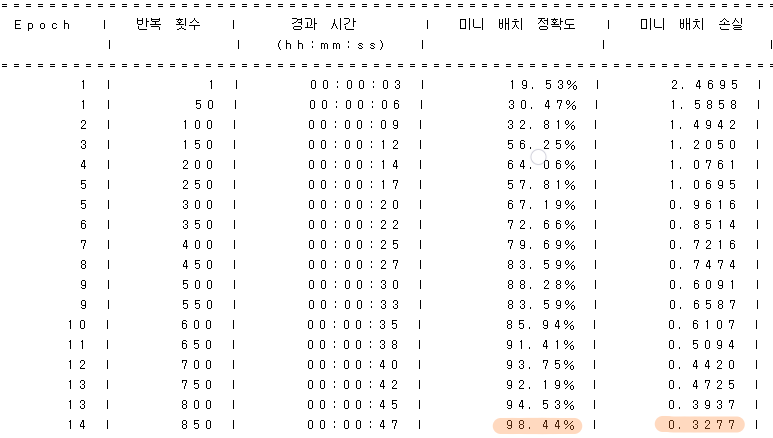 Epoch | 반복 횟수 | 경과 시간 | 미니 배치 정확도 | 미니 배치 손실
| | (hh:mm:ss) | |
1 | 1 | 00:00:03 | 19.53% | 2.4695
1 | 50 | 00:00:06 | 30.47% | 1.5858
2 | 100 | 00:00:09 | 32.81% | 1.4942
3 | 150 | 00:00:12 | 56.25% | 1.2050
4 | 200 | 00:00:14 | 64.06% | 1.0761
5 | 250 | 00:00:17 | 57.81% | 1.0695
5 | 300 | 00:00:20 | 67.19% | 0.9616
6 | 350 | 00:00:22 | 72.66% | 0.8514
7 | 400 | 00:00:25 | 79.69% | 0.7216
8 | 450 | 00:00:27 | 83.59% | 0.7474
9 | 500 | 00:00:30 | 88.28% | 0.6091
9 | 550 | 00:00:33 | 83.59% | 0.6587
10 | 600 | 00:00:35 | 85.94% | 0.6107
11 | 650 | 00:00:38 | 91.41% | 0.5094
12 | 700 | 00:00:40 | 93.75% | 0.4420
13 | 750 | 00:00:42 | 92.19% | 0.4725
13 | 800 | 00:00:45 | 94.53% | 0.3937
14 | 850 | 00:00:47 | 98.44% | 0.3277